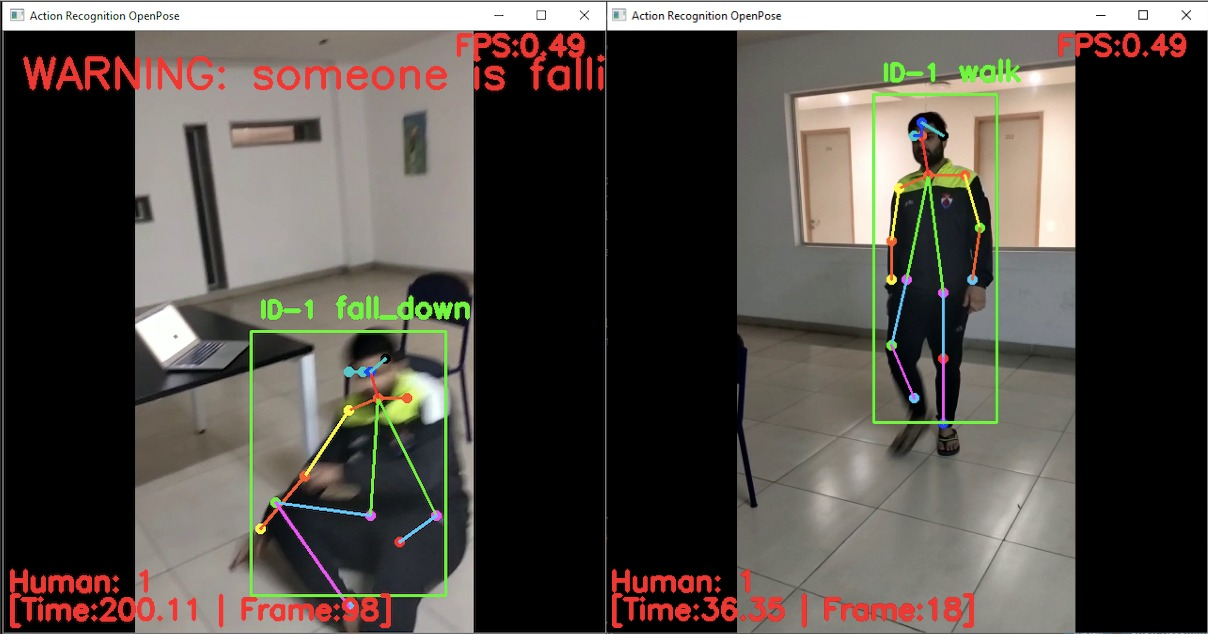 Action Recognition OpenPose
FPS:0.49
WARNING: someone is falli
ID-1 fall_down
Human: 1
[Time:200.11 | Frame:98]
Action Recognition OpenPose
FPS:0.49
ID-1 walk
Human: 1
[Time:36.35 | Frame:18]